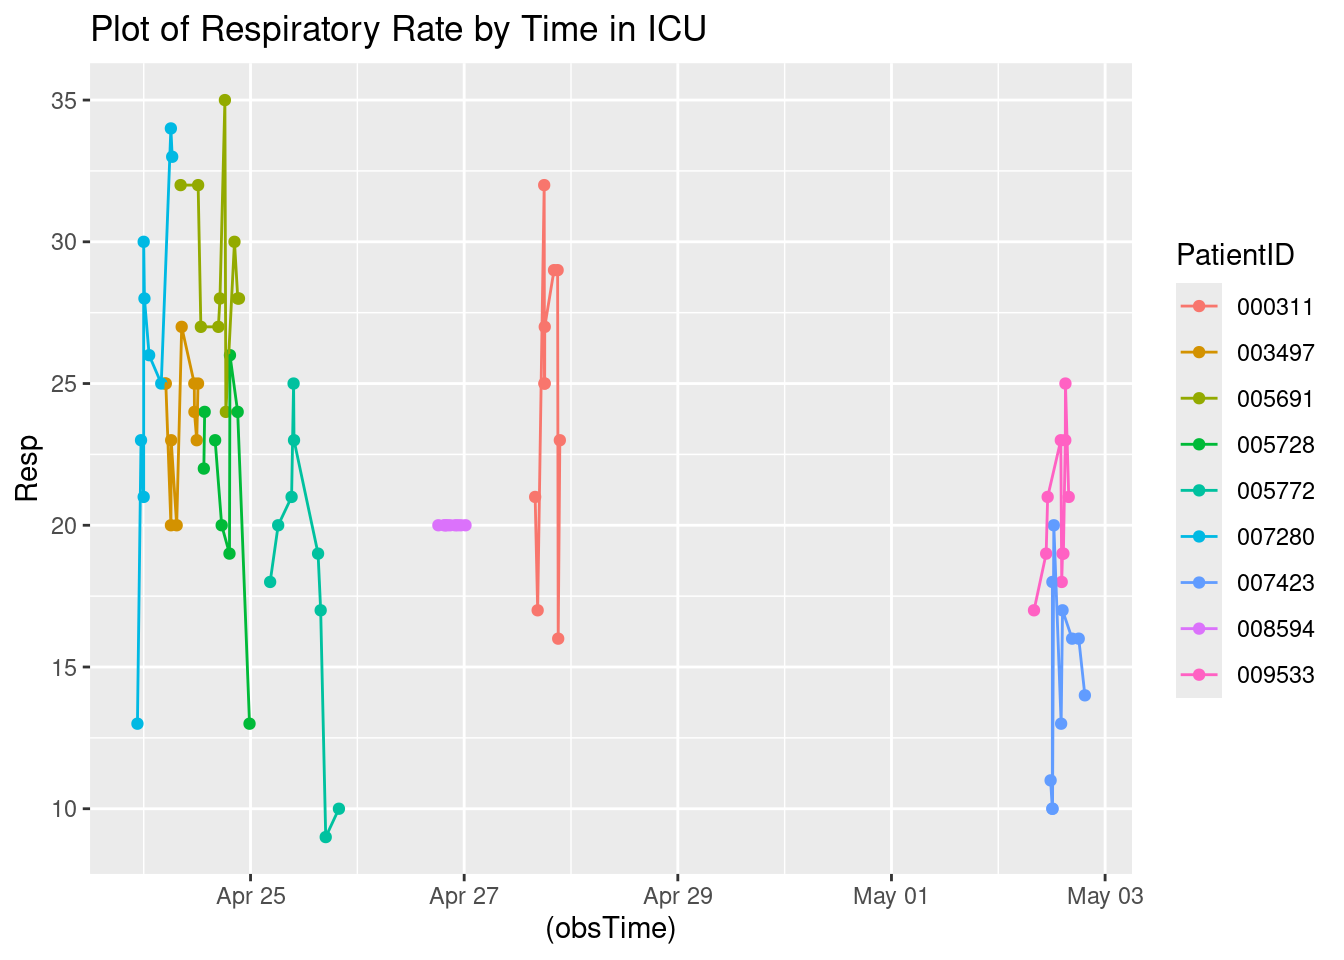 Plot of Respiratory Rate by Time in ICU
35
30
25
20
15
10
Resp
Apr 25
Apr 27
Apr 29
May 01
May 03
(obsTime)
PatientID
000311
003497
005691
005728
005772
007280
007423
008594
009533